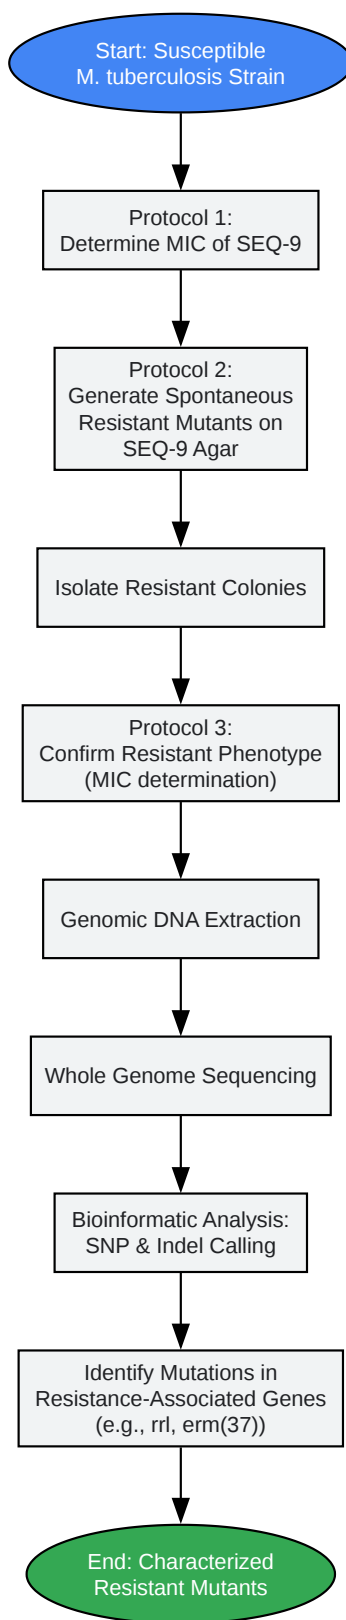 Start: Susceptible
M. tuberculosis Strain
Protocol 1:
Determine MIC of SEQ-9
Protocol 2:
Generate Spontaneous
Resistant Mutants on
SEQ-9 Agar
Isolate Resistant Colonies
Protocol 3:
Confirm Resistant Phenotype
(MIC determination)
Genomic DNA Extraction
Whole Genome Sequencing
Bioinformatic Analysis:
SNP & Indel Calling
Identify Mutations in
Resistance-Associated Genes
(e.g., rrl, erm(37))
End: Characterized
Resistant Mutants